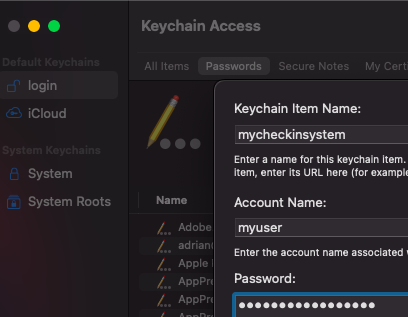 Keychain Access
Default Keychains
login
iCloud
System Keychains
System
System Roots
All Items Passwords Secure Notes My Cert
Name
Adobe
adrian
Apple
AppPre
AppPre
Keychain Item Name:
mycheckinsystem
Enter a name for this keychain item.
item, enter its URL here (for example
Account Name:
myuser
Enter the account name associated
Password:
•••••••••••••••••